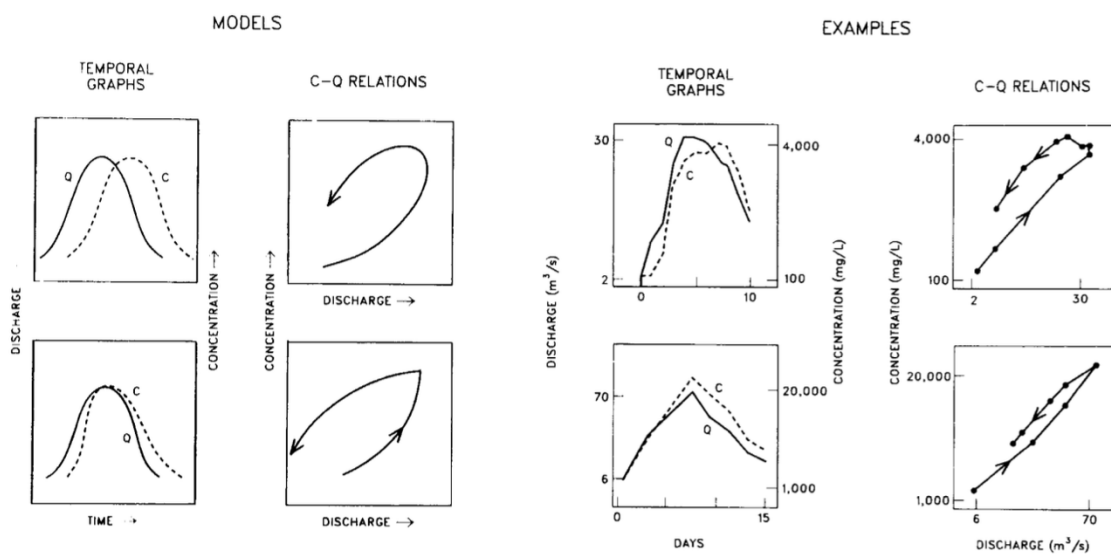 MODELS
EXAMPLES
TEMPORAL
GRAPHS
C-Q RELATIONS
TEMPORAL
GRAPHS
C-Q RELATIONS
Q
C
DISCHARGE →
Q
C
30
2
4,000
100
0
10
4,000
100
2
30
DISCHARGE
CONCENTRATION →
CONCENTRATION →
DISCHARGE (m³/s)
CONCENTRATION (mg/L)
CONCENTRATION (mg/L)
C
Q
TIME →
DISCHARGE →
C
Q
70
6
20,000
1,000
0
15
DAYS
20,000
1,000
6
70
DISCHARGE (m³/s)